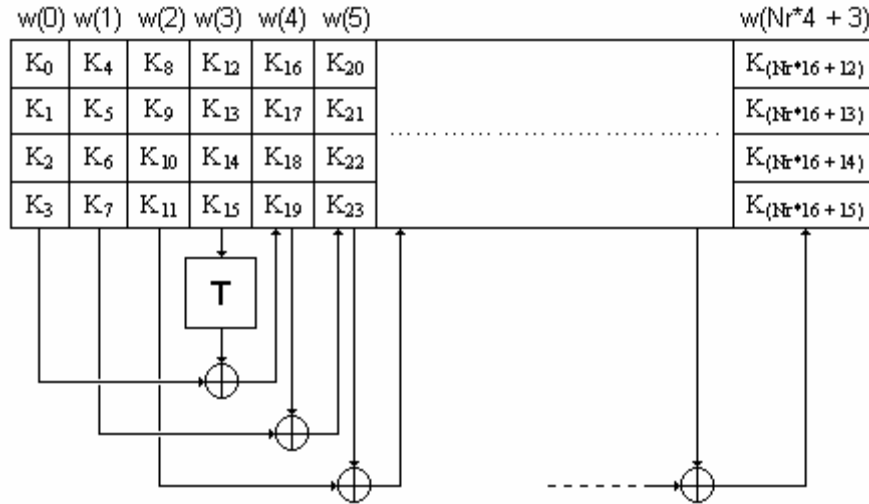 w(0) w(1) w(2) w(3) w(4) w(5) w(Nr*4 + 3)
K0 K4 K8 K12 K16 K20 K(Nr*16 + 12)
K1 K5 K9 K13 K17 K21 K(Nr*16 + 13)
K2 K6 K10 K14 K18 K22 K(Nr*16 + 14)
K3 K7 K11 K15 K19 K23 K(Nr*16 + 15)
T